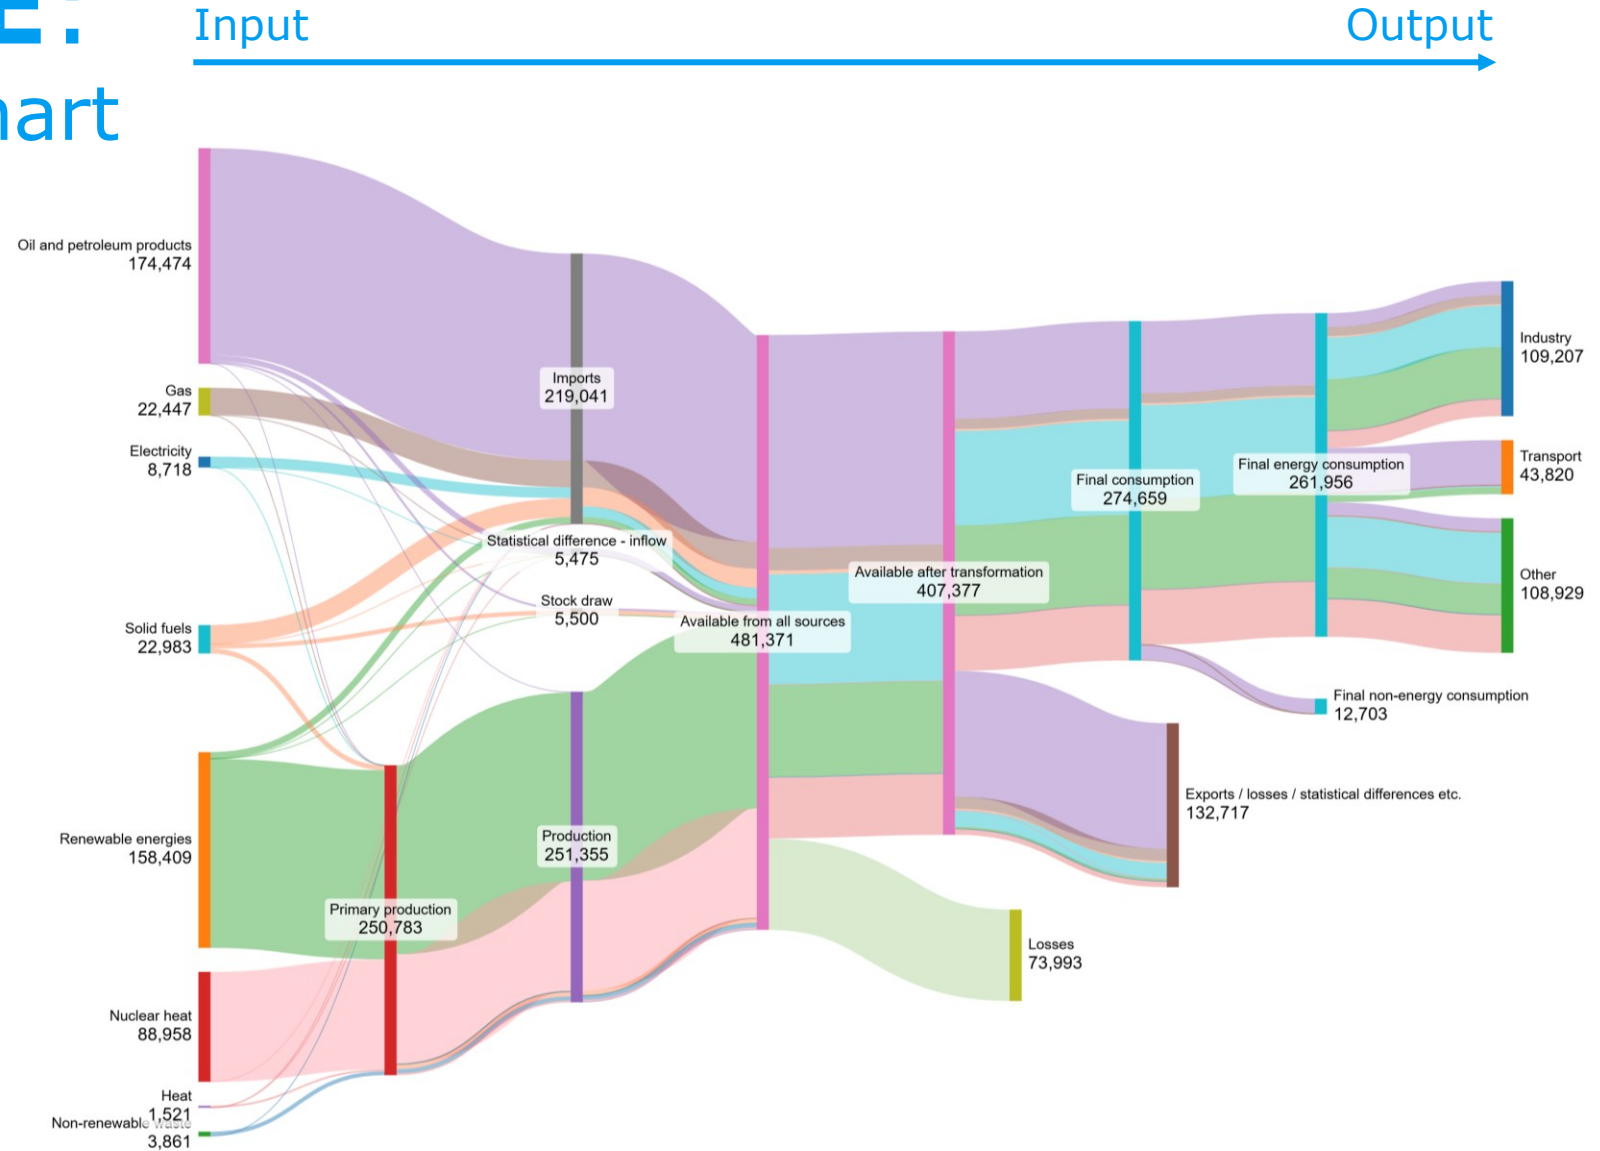 E:
Input
Output
hart
Oil and petroleum products
174,474
Gas
22,447
Electricity
8,718
Solid fuels
22,983
Renewable energies
158,409
Nuclear heat
88,958
Heat
1,521
Non-renewable waste
3,861
Primary production
250,783
Imports
219,041
Statistical difference - inflow
5,475
Stock draw
5,500
Production
251,355
Available from all sources
481,371
Available after transformation
407,377
Losses
73,993
Final consumption
274,659
Final energy consumption
261,956
Exports / losses / statistical differences etc.
132,717
Final non-energy consumption
12,703
Industry
109,207
Transport
43,820
Other
108,929